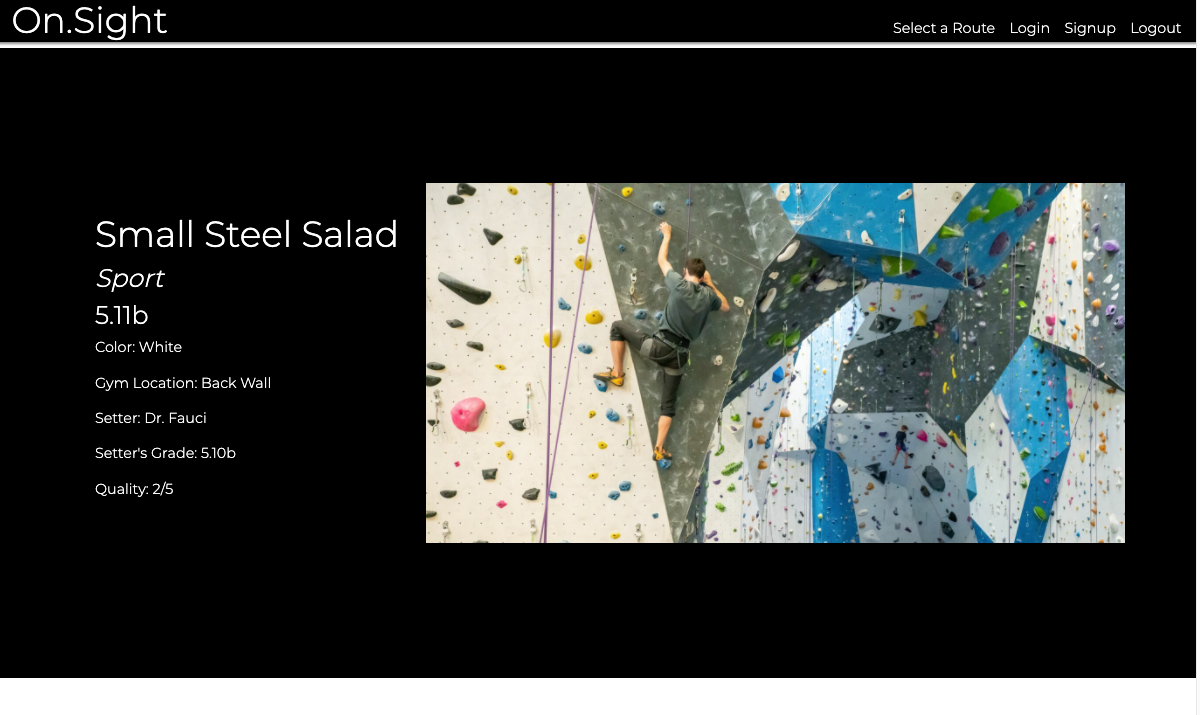 On.Sight
Select a Route Login Signup Logout
Small Steel Salad
Sport
5.11b
Color: White
Gym Location: Back Wall
Setter: Dr. Fauci
Setter's Grade: 5.10b
Quality: 2/5